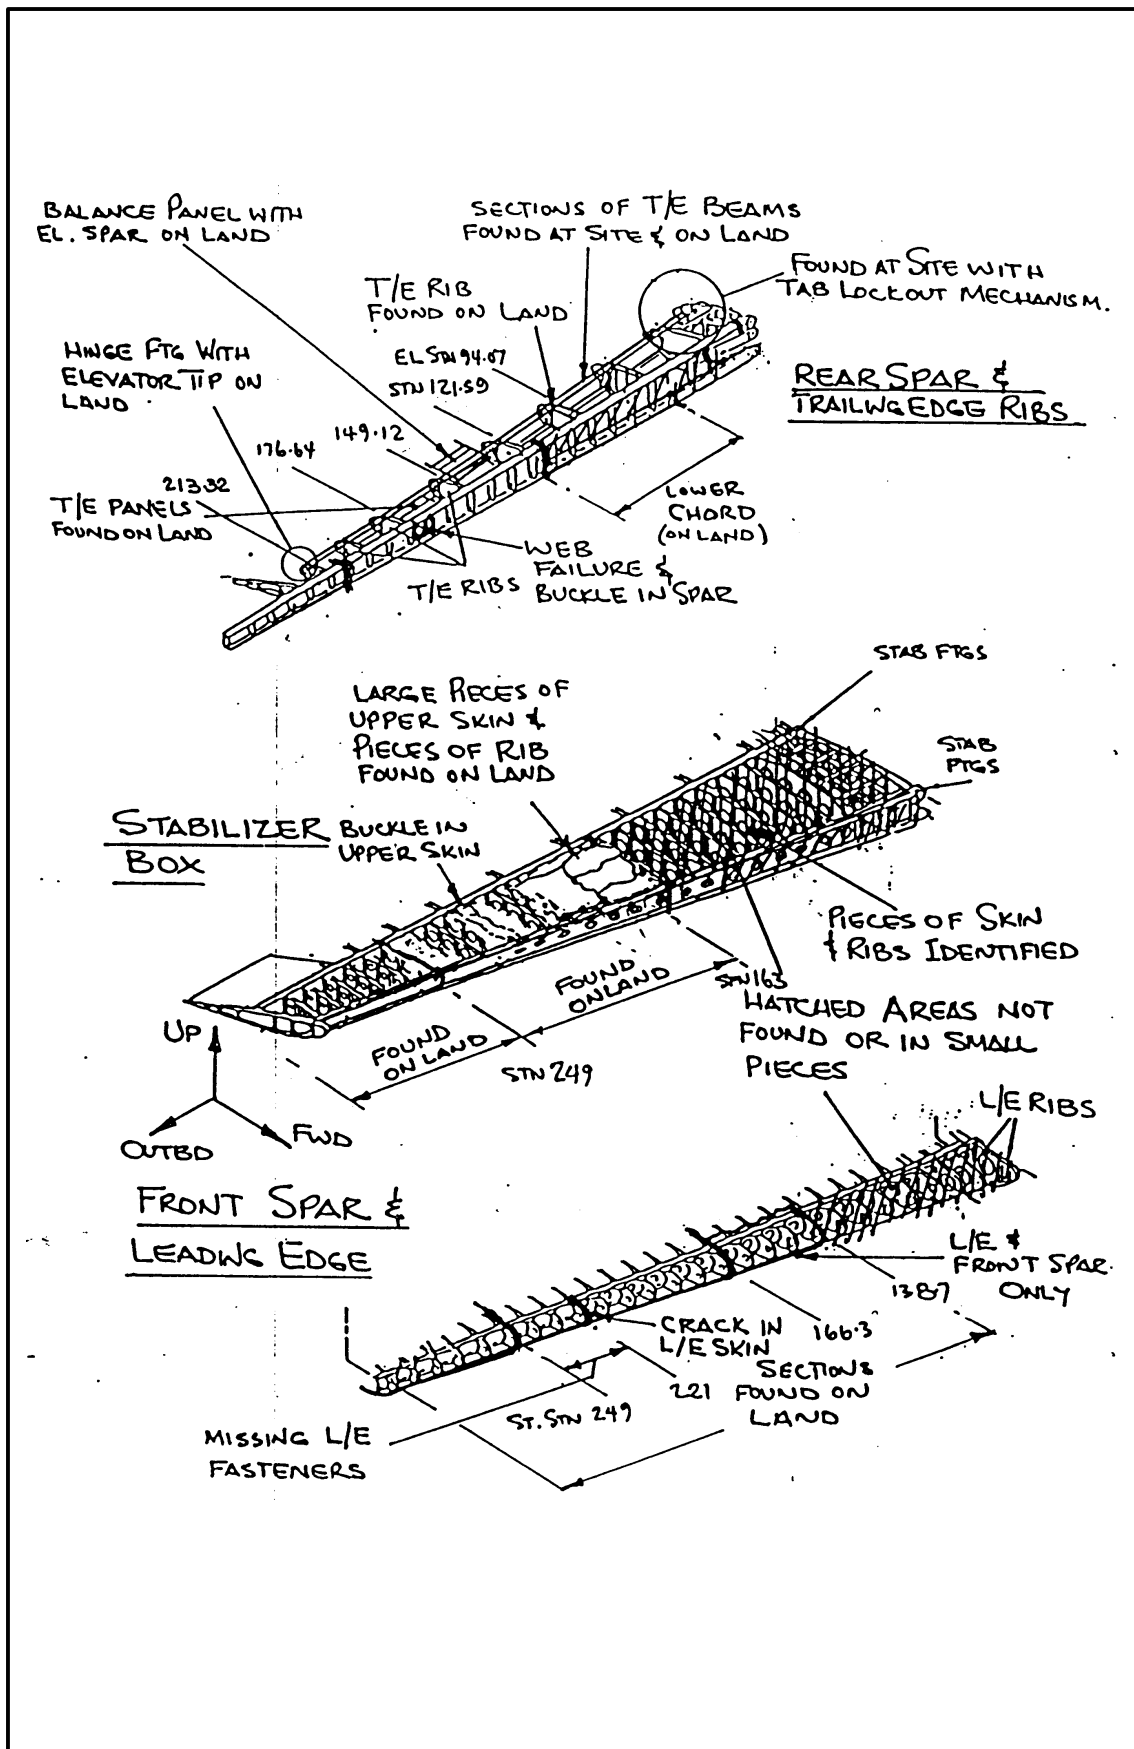 BALANCE PANEL WITH
EL. SPAR ON LAND
SECTIONS OF T/E BEAMS
FOUND AT SITE & ON LAND
FOUND AT SITE WITH
TAB LOCKOUT MECHANISM.
T/E RIB
FOUND ON LAND
HINGE FTG WITH
ELEVATOR TIP ON
LAND
EL STN 94.07
STN 121.59
149.12
176.64
213.32
REAR SPAR &
TRAILING EDGE RIBS
T/E PANELS
FOUND ON LAND
LOWER
CHORD
(ON LAND)
WEB
FAILURE &
BUCKLE IN SPAR
T/E RIBS
STAB FTGS
STAB
FTGS
LARGE PIECES OF
UPPER SKIN &
PIECES OF RIB
FOUND ON LAND
STABILIZER
BOX
BUCKLE IN
UPPER SKIN
PIECES OF SKIN
& RIBS IDENTIFIED
FOUND
ON LAND
STN 163
HATCHED AREAS NOT
FOUND OR IN SMALL
PIECES
FOUND
ON LAND
STN 249
UP
OUTBD
FWD
L/E RIBS
FRONT SPAR &
LEADING EDGE
L/E &
FRONT SPAR
ONLY
138.7
166.3
CRACK IN
L/E SKIN
221
SECTIONS
FOUND ON
LAND
ST. STN 249
MISSING L/E
FASTENERS